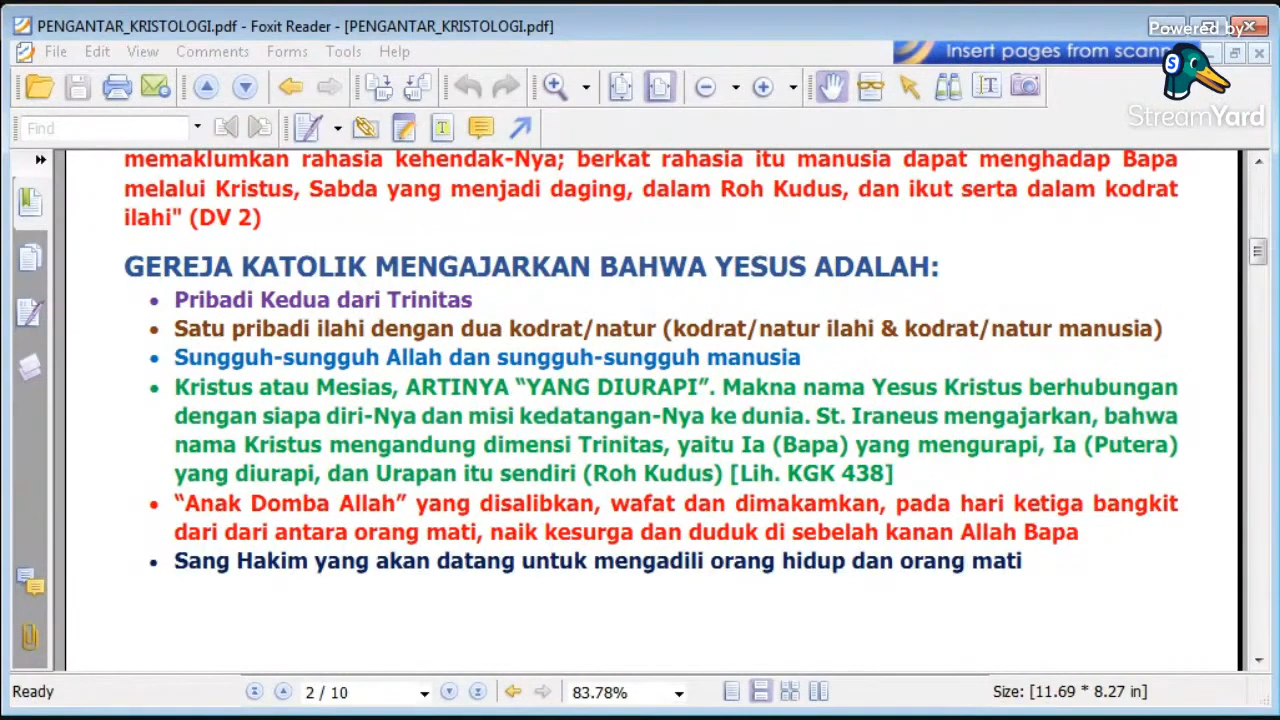 PENGANTAR_KRISTOLOGI.pdf - Foxit Reader - [PENGANTAR_KRISTOLOGI.pdf]
Powered by
File Edit View Comments Forms Tools Help
Insert pages from scann
StreamYard
Find
memaklumkan rahasia kehendak-Nya; berkat rahasia itu manusia dapat menghadap Bapa
melalui Kristus, Sabda yang menjadi daging, dalam Roh Kudus, dan ikut serta dalam kodrat
ilahi" (DV 2)
GEREJA KATOLIK MENGAJARKAN BAHWA YESUS ADALAH:
• Pribadi Kedua dari Trinitas
• Satu pribadi ilahi dengan dua kodrat/natur (kodrat/natur ilahi & kodrat/natur manusia)
• Sungguh-sungguh Allah dan sungguh-sungguh manusia
• Kristus atau Mesias, ARTINYA “YANG DIURAPI”. Makna nama Yesus Kristus berhubungan
dengan siapa diri-Nya dan misi kedatangan-Nya ke dunia. St. Iraneus mengajarkan, bahwa
nama Kristus mengandung dimensi Trinitas, yaitu Ia (Bapa) yang mengurapi, Ia (Putera)
yang diurapi, dan Urapan itu sendiri (Roh Kudus) [Lih. KGK 438]
• “Anak Domba Allah” yang disalibkan, wafat dan dimakamkan, pada hari ketiga bangkit
dari dari antara orang mati, naik kesurga dan duduk di sebelah kanan Allah Bapa
• Sang Hakim yang akan datang untuk mengadili orang hidup dan orang mati
Ready 2 / 10 83.78% Size: [11.69 * 8.27 in]